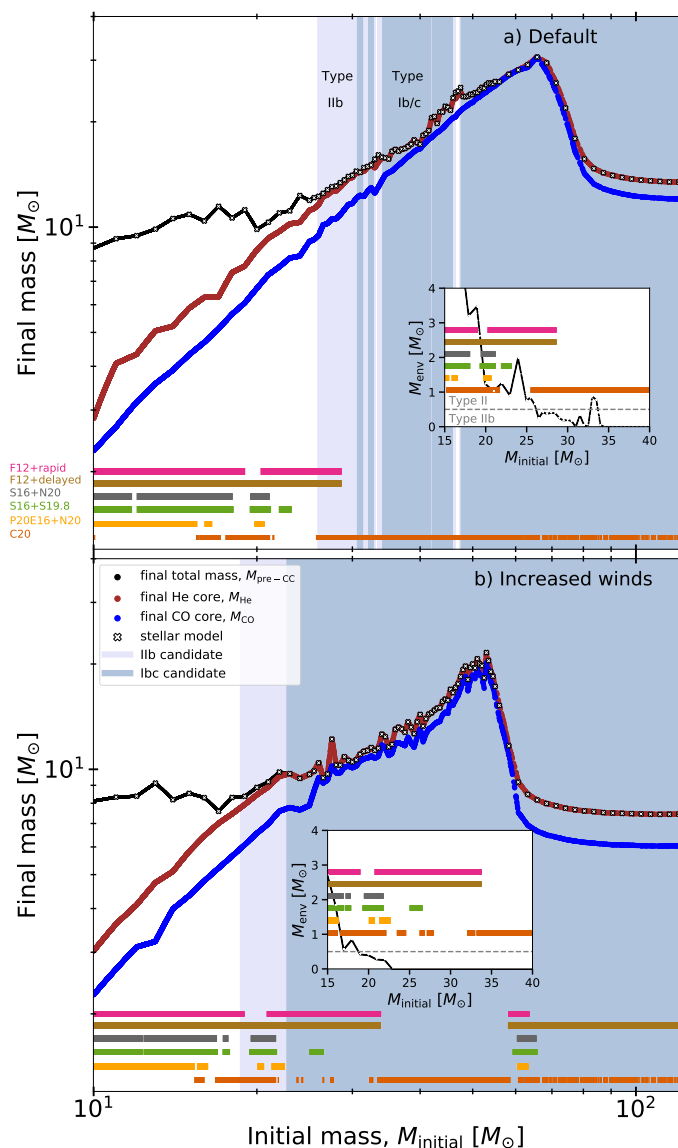 a) Default
Type
IIb
Type
Ib/c
Final mass [M⊙]
10¹
4
3
2
1
0
M_env [M⊙]
Type II
Type IIb
15 20 25 30 35 40
M_initial [M⊙]
F12+rapid
F12+delayed
S16+N20
S16+S19.8
P20E16+N20
C20
b) Increased winds
final total mass, M_pre−CC
final He core, M_He
final CO core, M_CO
stellar model
IIb candidate
Ibc candidate
Final mass [M⊙]
10¹
4
3
2
1
0
M_env [M⊙]
15 20 25 30 35 40
M_initial [M⊙]
10¹ 10²
Initial mass, M_initial [M⊙]